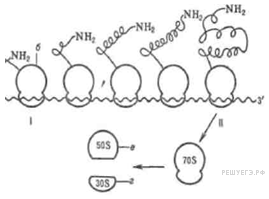 NH₂ б NH₂ NH₂ NH₂ NH₂
3'
I II
50S в 70S
30S г
РЕШУЕГЭ.РФ